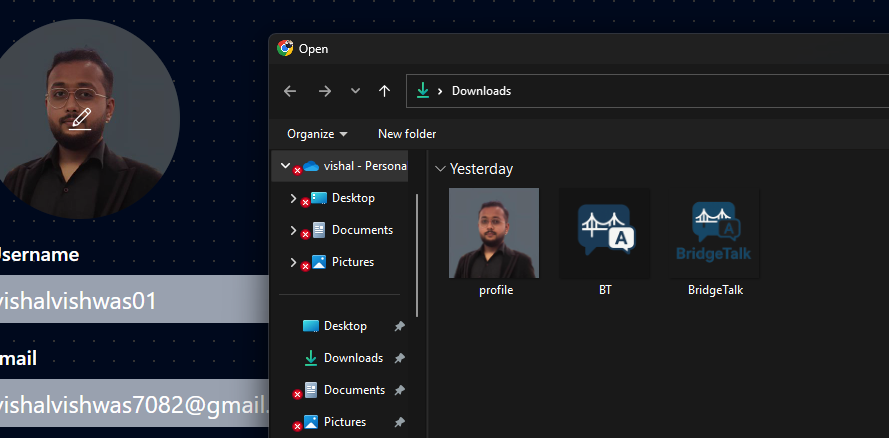 Open
Downloads
Organize
New folder
vishal - Persona
Desktop
Documents
Pictures
Desktop
Downloads
Documents
Pictures
Yesterday
A
A
BridgeTalk
profile
BT
BridgeTalk
Username
vishalvishwas01
mail
vishalvishwas7082@gmail.